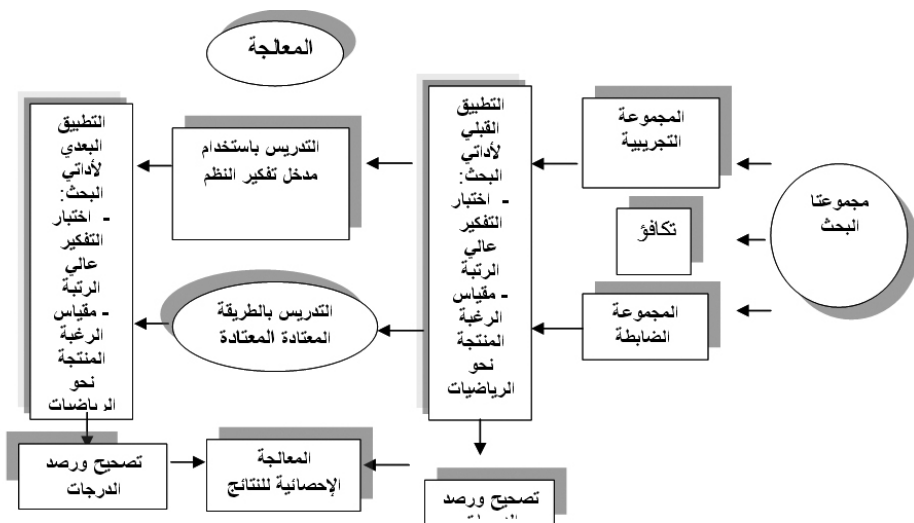 المعالجة
مجموعتا
البحث
المجموعة
التجريبية
تكافؤ
المجموعة
الضابطة
التطبيق
القبلي
لأداتي
البحث:
- اختبار
التفكير
عالي
الرتبة
- مقياس
الرغبة
المنتجة
نحو
الرياضيات
التدريس باستخدام
مدخل تفكير النظم
التدريس بالطريقة
المعتادة المعتادة
التطبيق
البعدي
لأداتي
البحث:
- اختبار
التفكير
عالي
الرتبة
- مقياس
الرغبة
المنتجة
نحو
الرياضيات
تصحيح ورصد
المعالجة
الإحصائية للنتائج
تصحيح ورصد
الدرجات